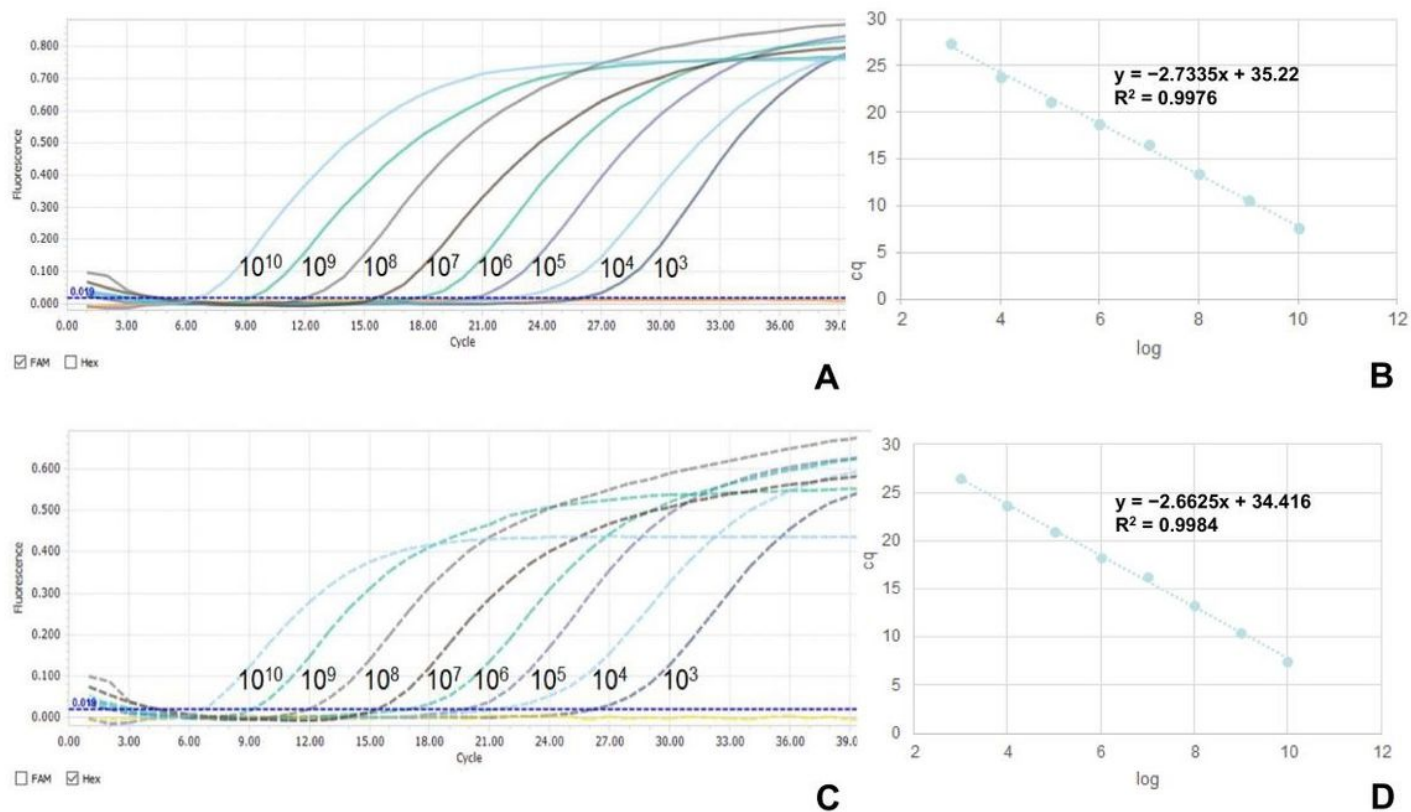 0.800
0.700
0.600
0.500
0.400
0.300
0.200
0.100
0.000
Fluorescence
0.019
10¹⁰ 10⁹ 10⁸ 10⁷ 10⁶ 10⁵ 10⁴ 10³
0.00 3.00 6.00 9.00 12.00 15.00 18.00 21.00 24.00 27.00 30.00 33.00 36.00 39.0
Cycle
FAM Hex
A
30
25
20
15
10
5
0
cq
y = −2.7335x + 35.22
R² = 0.9976
2 4 6 8 10 12
log
B
0.600
0.500
0.400
0.300
0.200
0.100
0.000
Fluorescence
0.019
10¹⁰ 10⁹ 10⁸ 10⁷ 10⁶ 10⁵ 10⁴ 10³
0.00 3.00 6.00 9.00 12.00 15.00 18.00 21.00 24.00 27.00 30.00 33.00 36.00 39.0
Cycle
FAM Hex
C
30
25
20
15
10
5
0
cq
y = −2.6625x + 34.416
R² = 0.9984
2 4 6 8 10 12
log
D